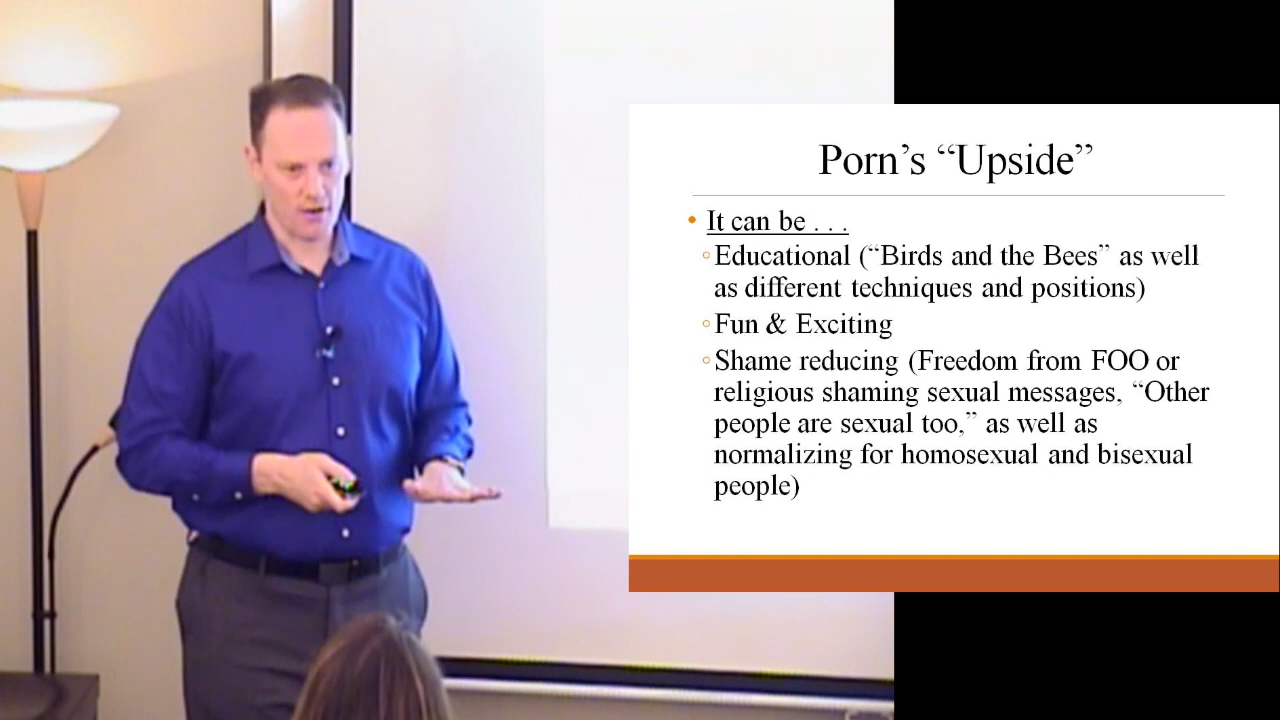 Porn’s “Upside”
• It can be . . .
◦Educational (“Birds and the Bees” as well
as different techniques and positions)
◦Fun & Exciting
◦Shame reducing (Freedom from FOO or
religious shaming sexual messages, “Other
people are sexual too,” as well as
normalizing for homosexual and bisexual
people)